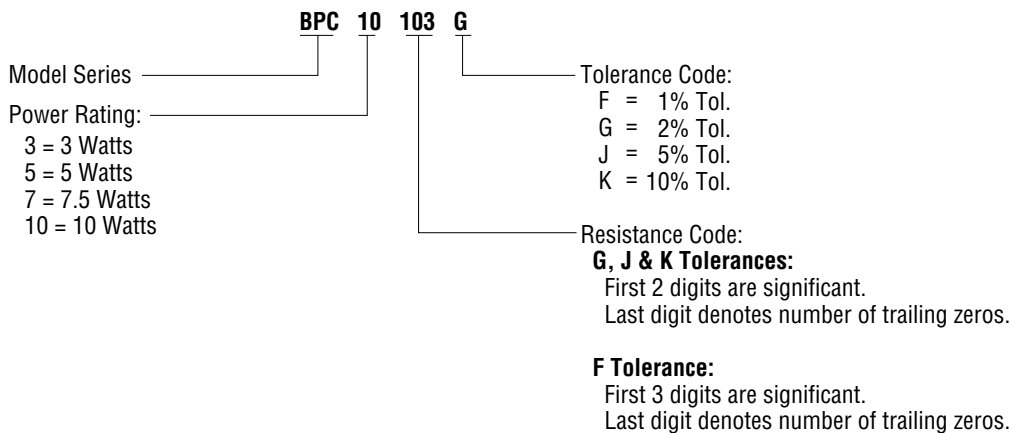 BPC 10 103 G
Model Series
Power Rating:
3 = 3 Watts
5 = 5 Watts
7 = 7.5 Watts
10 = 10 Watts
Tolerance Code:
F = 1% Tol.
G = 2% Tol.
J = 5% Tol.
K = 10% Tol.
Resistance Code:
G, J & K Tolerances:
First 2 digits are significant.
Last digit denotes number of trailing zeros.
F Tolerance:
First 3 digits are significant.
Last digit denotes number of trailing zeros.